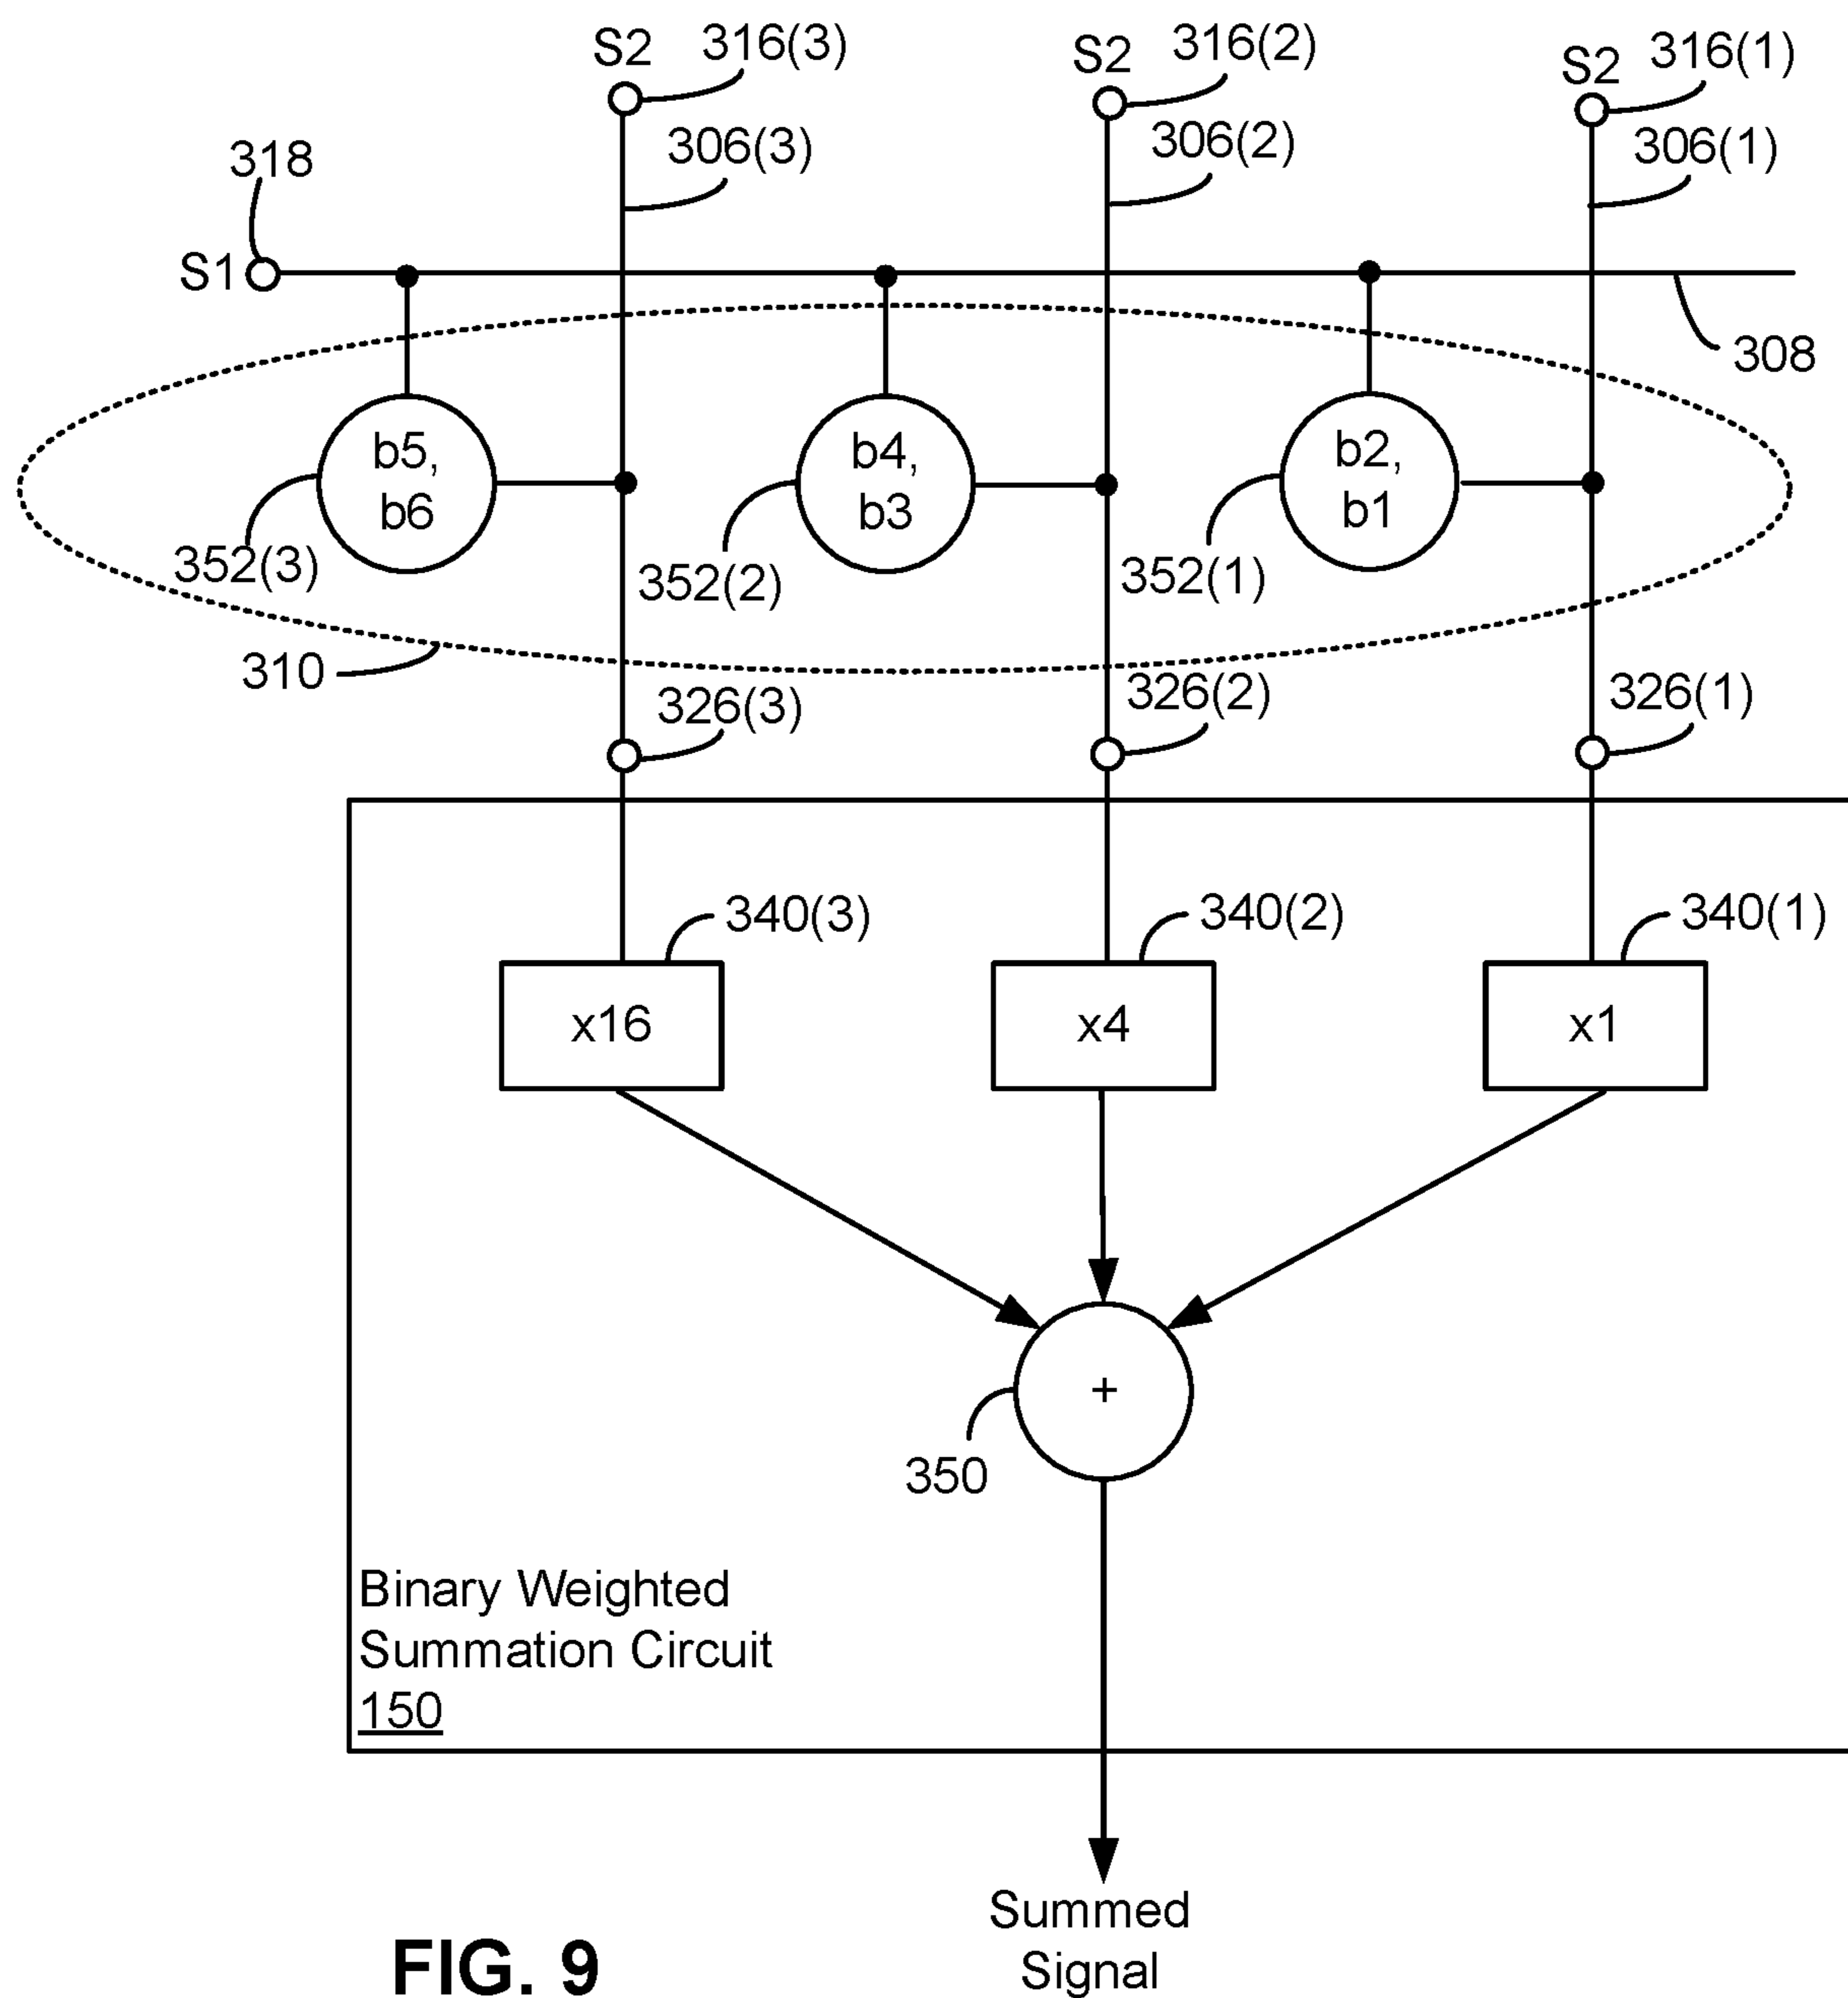 S2 316(3)
S2 316(2)
S2 316(1)
306(3)
306(2)
306(1)
318
S1
308
b5,
b6
b4,
b3
b2,
b1
352(3)
352(2)
352(1)
310
326(3)
326(2)
326(1)
340(3)
340(2)
340(1)
x16
x4
x1
+
350
Binary Weighted
Summation Circuit
150
Summed
Signal
FIG. 9